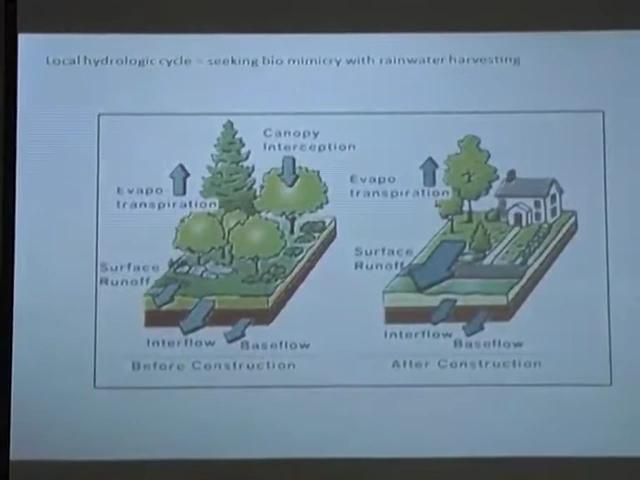 Local hydrologic cycle – seeking bio mimicry with rainwater harvesting
Canopy
Interception
Evapo
transpiration
Surface
Runoff
Interflow
Baseflow
Before Construction
Evapo
transpiration
Surface
Runoff
Interflow
Baseflow
After Construction